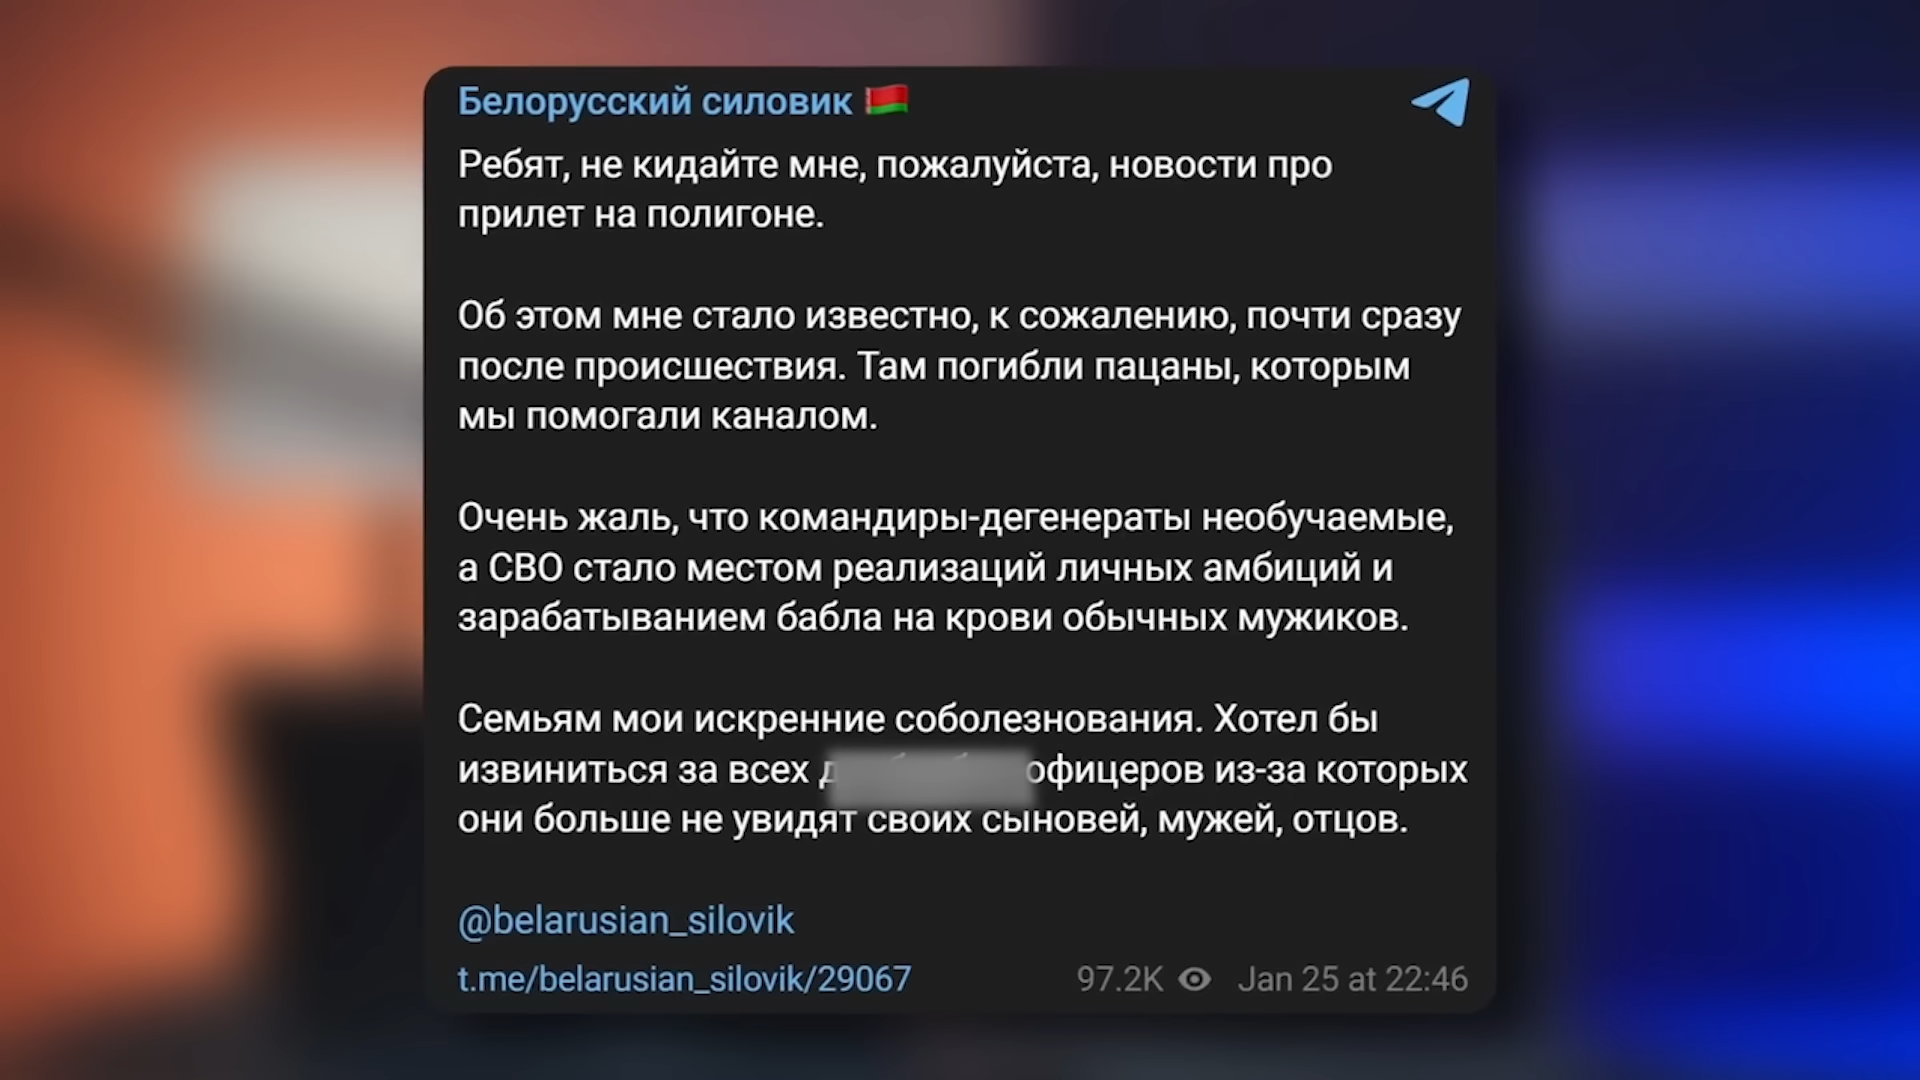 Белорусский силовик
Ребят, не кидайте мне, пожалуйста, новости про
прилет на полигоне.
Об этом мне стало известно, к сожалению, почти сразу
после происшествия. Там погибли пацаны, которым
мы помогали каналом.
Очень жаль, что командиры-дегенераты необучаемые,
а СВО стало местом реализаций личных амбиций и
зарабатыванием бабла на крови обычных мужиков.
Семьям мои искренние соболезнования. Хотел бы
извиниться за всех офицеров из-за которых
они больше не увидят своих сыновей, мужей, отцов.
@belarusian_silovik
t.me/belarusian_silovik/29067 97.2K Jan 25 at 22:46